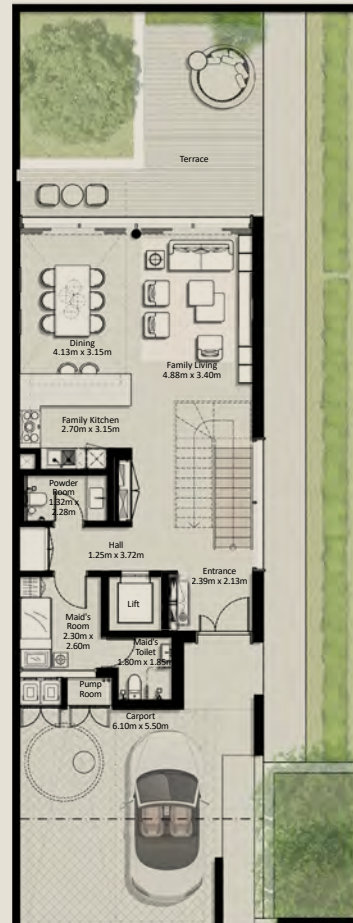 Terrace
Dining
4.13m x 3.15m
Family Living
4.88m x 3.40m
Family Kitchen
2.70m x 3.15m
Powder
Room
1.32m x
2.28m
Hall
1.25m x 3.72m
Entrance
2.39m x 2.13m
Lift
Maid's
Room
2.30m x
2.60m
Maid's
Toilet
1.80m x 1.85m
Pump
Room
Carport
6.10m x 5.50m